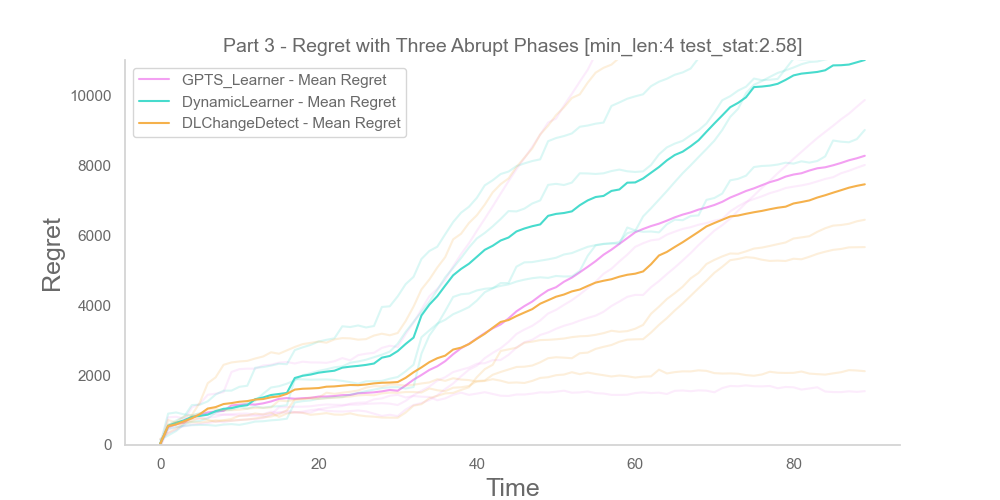 Part 3 - Regret with Three Abrupt Phases [min_len:4 test_stat:2.58]
GPTS_Learner - Mean Regret
DynamicLearner - Mean Regret
DLChangeDetect - Mean Regret
10000
8000
6000
4000
2000
0
Regret
0 20 40 60 80
Time